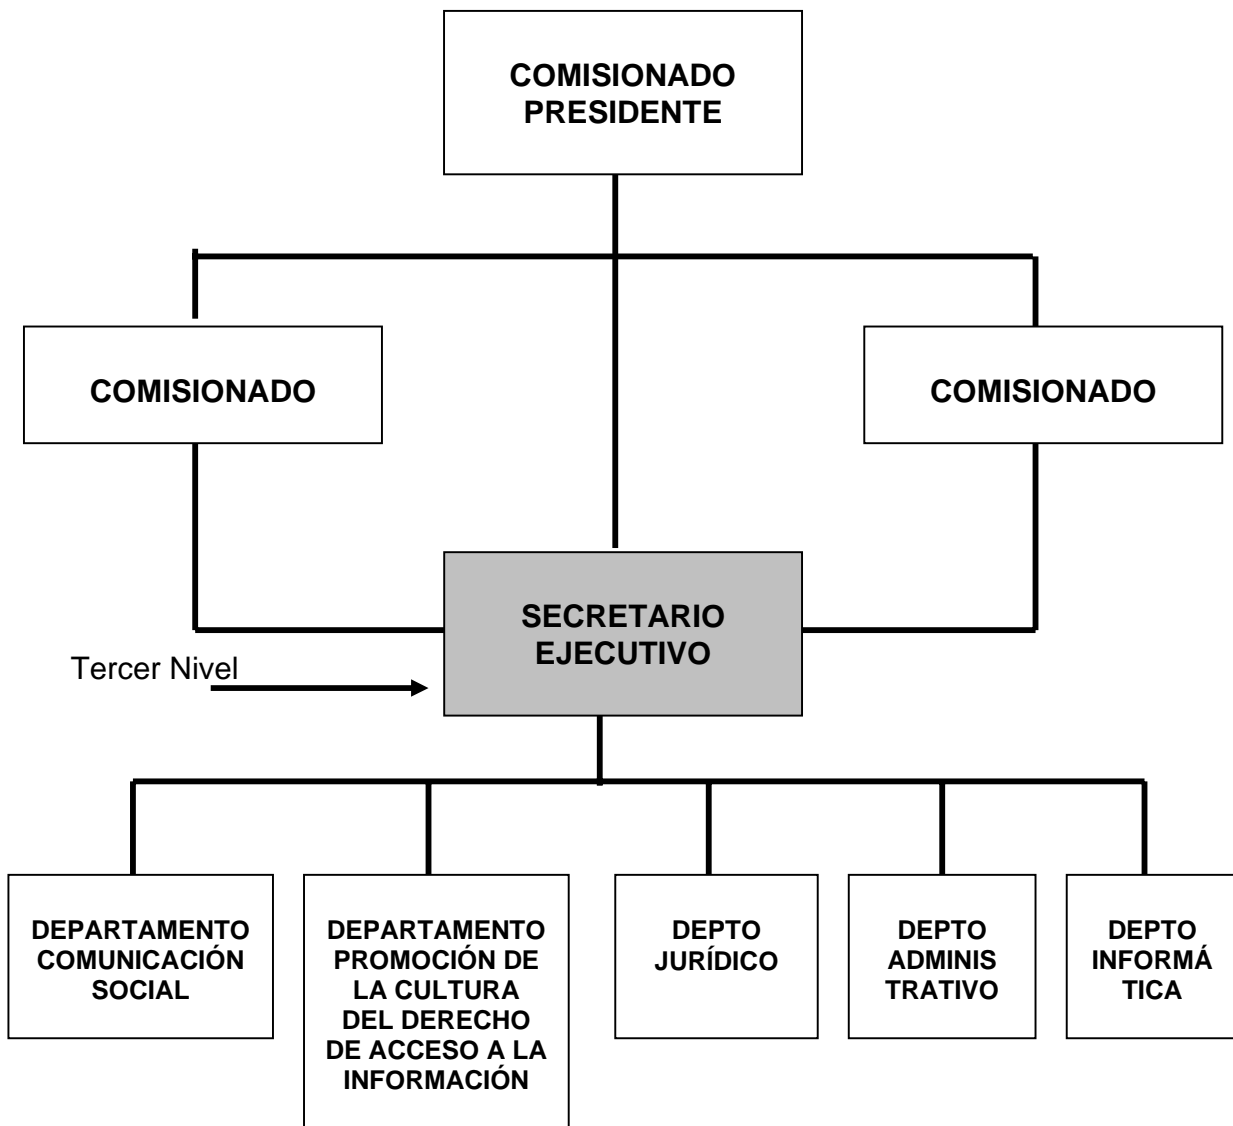 COMISIONADO
PRESIDENTE
COMISIONADO
COMISIONADO
SECRETARIO
EJECUTIVO
Tercer Nivel
DEPARTAMENTO
COMUNICACIÓN
SOCIAL
DEPARTAMENTO
PROMOCIÓN DE
LA CULTURA
DEL DERECHO
DE ACCESO A LA
INFORMACIÓN
DEPTO
JURÍDICO
DEPTO
ADMINIS
TRATIVO
DEPTO
INFORMÁ
TICA